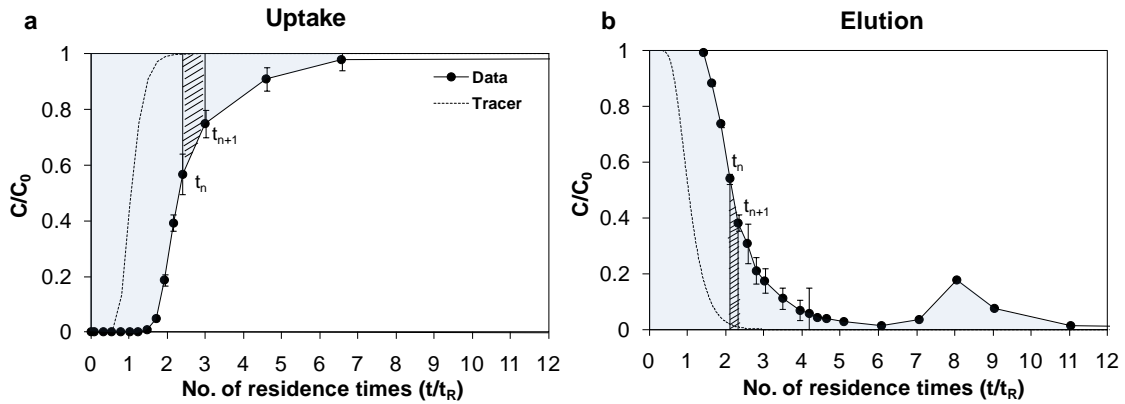 a
Uptake
1
0.8
0.6
0.4
0.2
0
C/C0
Data
Tracer
tn+1
tn
0 1 2 3 4 5 6 7 8 9 10 11 12
No. of residence times (t/tR)
b
Elution
1
0.8
0.6
0.4
0.2
0
C/C0
tn
tn+1
0 1 2 3 4 5 6 7 8 9 10 11 12
No. of residence times (t/tR)